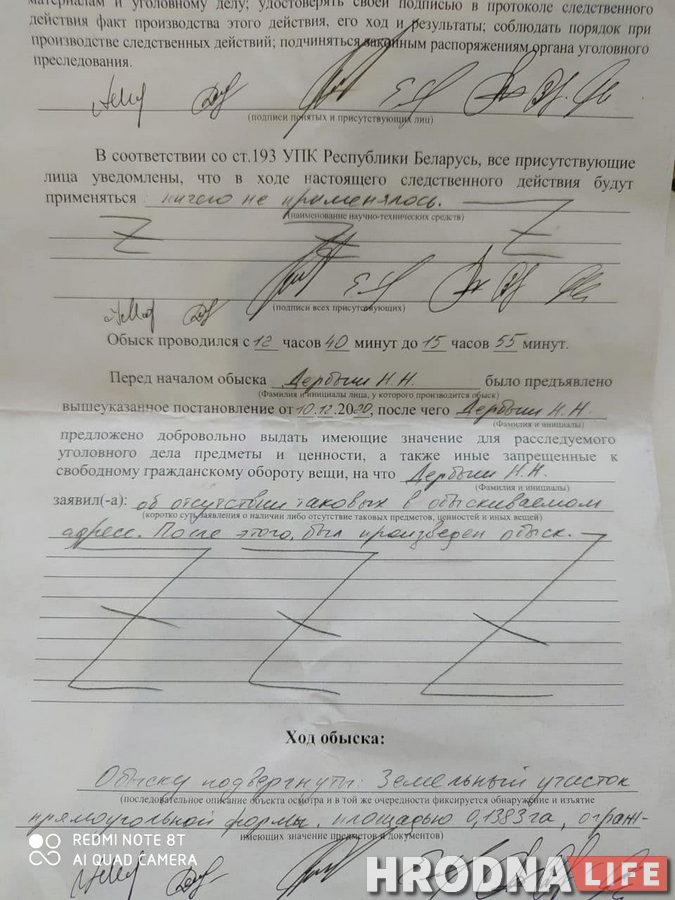 материалам и уголовному делу; удостоверять своей подписью в протоколе следственного
действия факт производства этого действия, его ход и результаты; соблюдать порядок при
производстве следственных действий; подчиняться законным распоряжениям органа уголовного
преследования.
(подписи понятых и присутствующих лиц)
В соответствии со ст.193 УПК Республики Беларусь, все присутствующие
лица уведомлены, что в ходе настоящего следственного действия будут
применяться ничего не применялось.
(наименование научно-технических средств)
(подписи всех присутствующих)
Обыск проводился с 12 часов 40 минут до 15 часов 55 минут.
Перед началом обыска Дербыш Н.Н. было предъявлено
(Фамилия и инициалы лица, у которого производится обыск)
вышеуказанное постановление от 10.12.2020, после чего Дербыш Н.Н.
(Фамилия и инициалы)
предложено добровольно выдать имеющие значение для расследуемого
уголовного дела предметы и ценности, а также иные запрещенные к
свободному гражданскому обороту вещи, на что Дербыш Н.Н.
(Фамилия и инициалы)
заявил(-а): об отсутствии таковых в обыскиваемом
(коротко суть заявления о наличии либо отсутствие таковых предметов, ценностей и иных вещей)
адресе. После этого, был произведен обыск.
Ход обыска:
Обыску подвергнуты: Земельный участок
(последовательное описание объекта осмотра и в той же очередности фиксируется обнаружение и изъятие
прямоугольной формы, площадью 0,1383га, ограни-
имеющих значение предметов и документов)
REDMI NOTE 8T
AI QUAD CAMERA
HRODNA LIFE